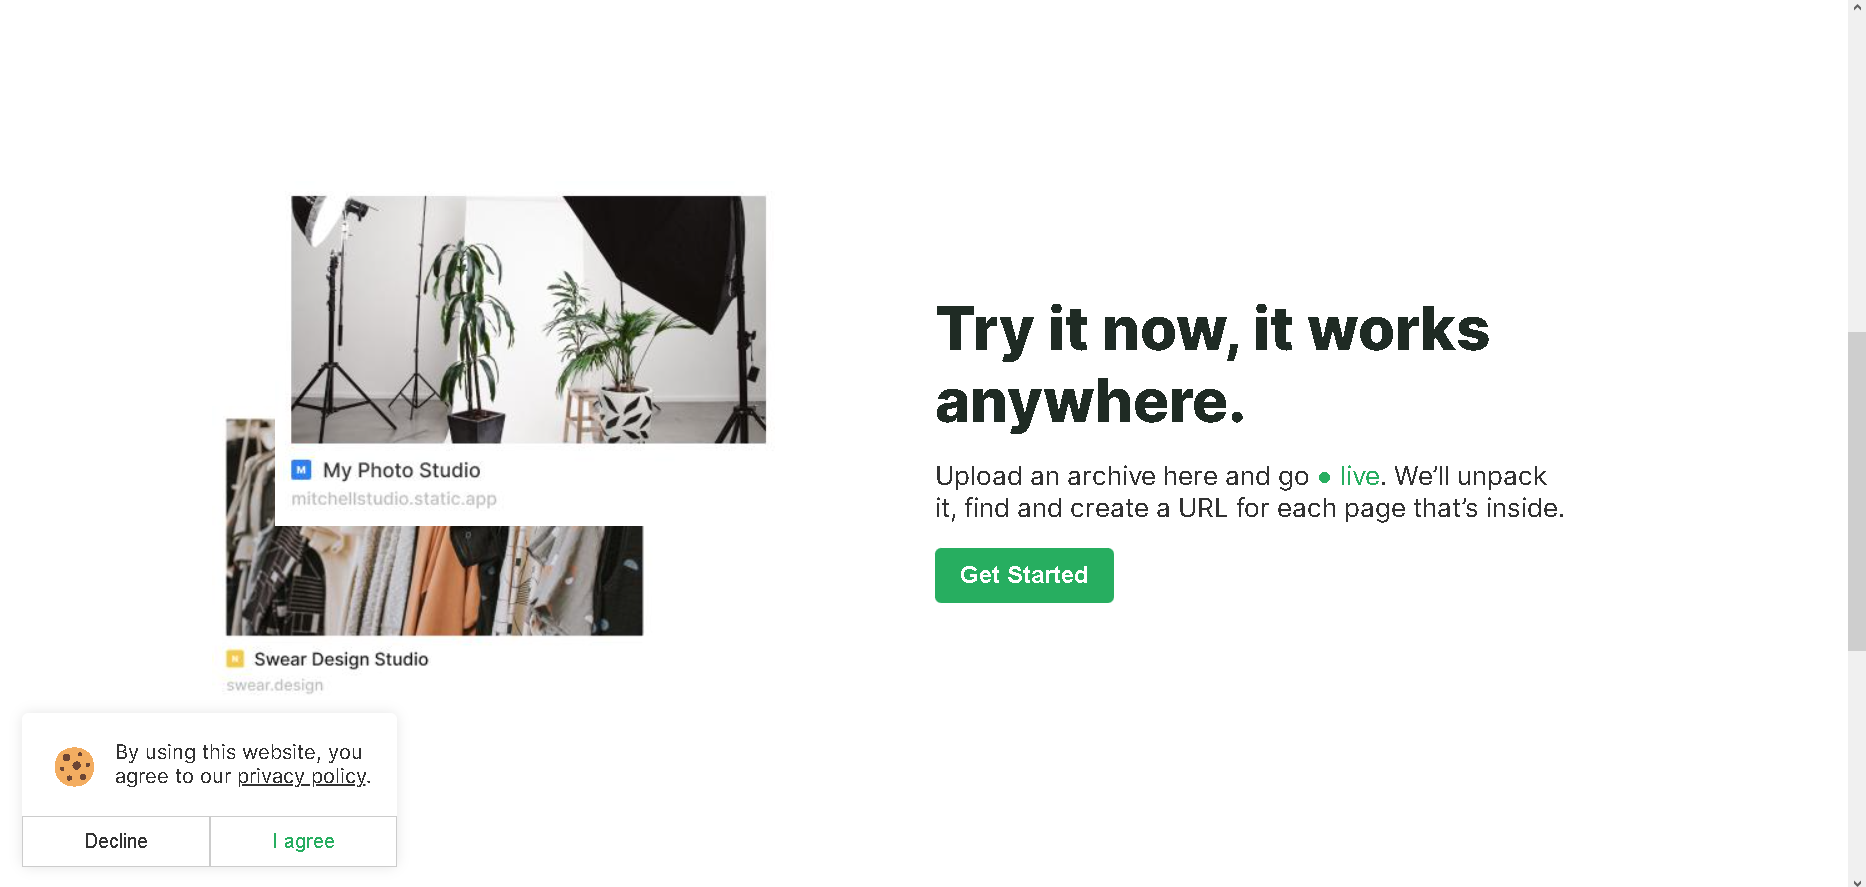 Try it now, it works
anywhere.
Upload an archive here and go ● live. We’ll unpack
it, find and create a URL for each page that’s inside.
Get Started
M My Photo Studio
mitchellstudio.static.app
Swear Design Studio
swear.design
By using this website, you
agree to our privacy policy.
Decline
I agree